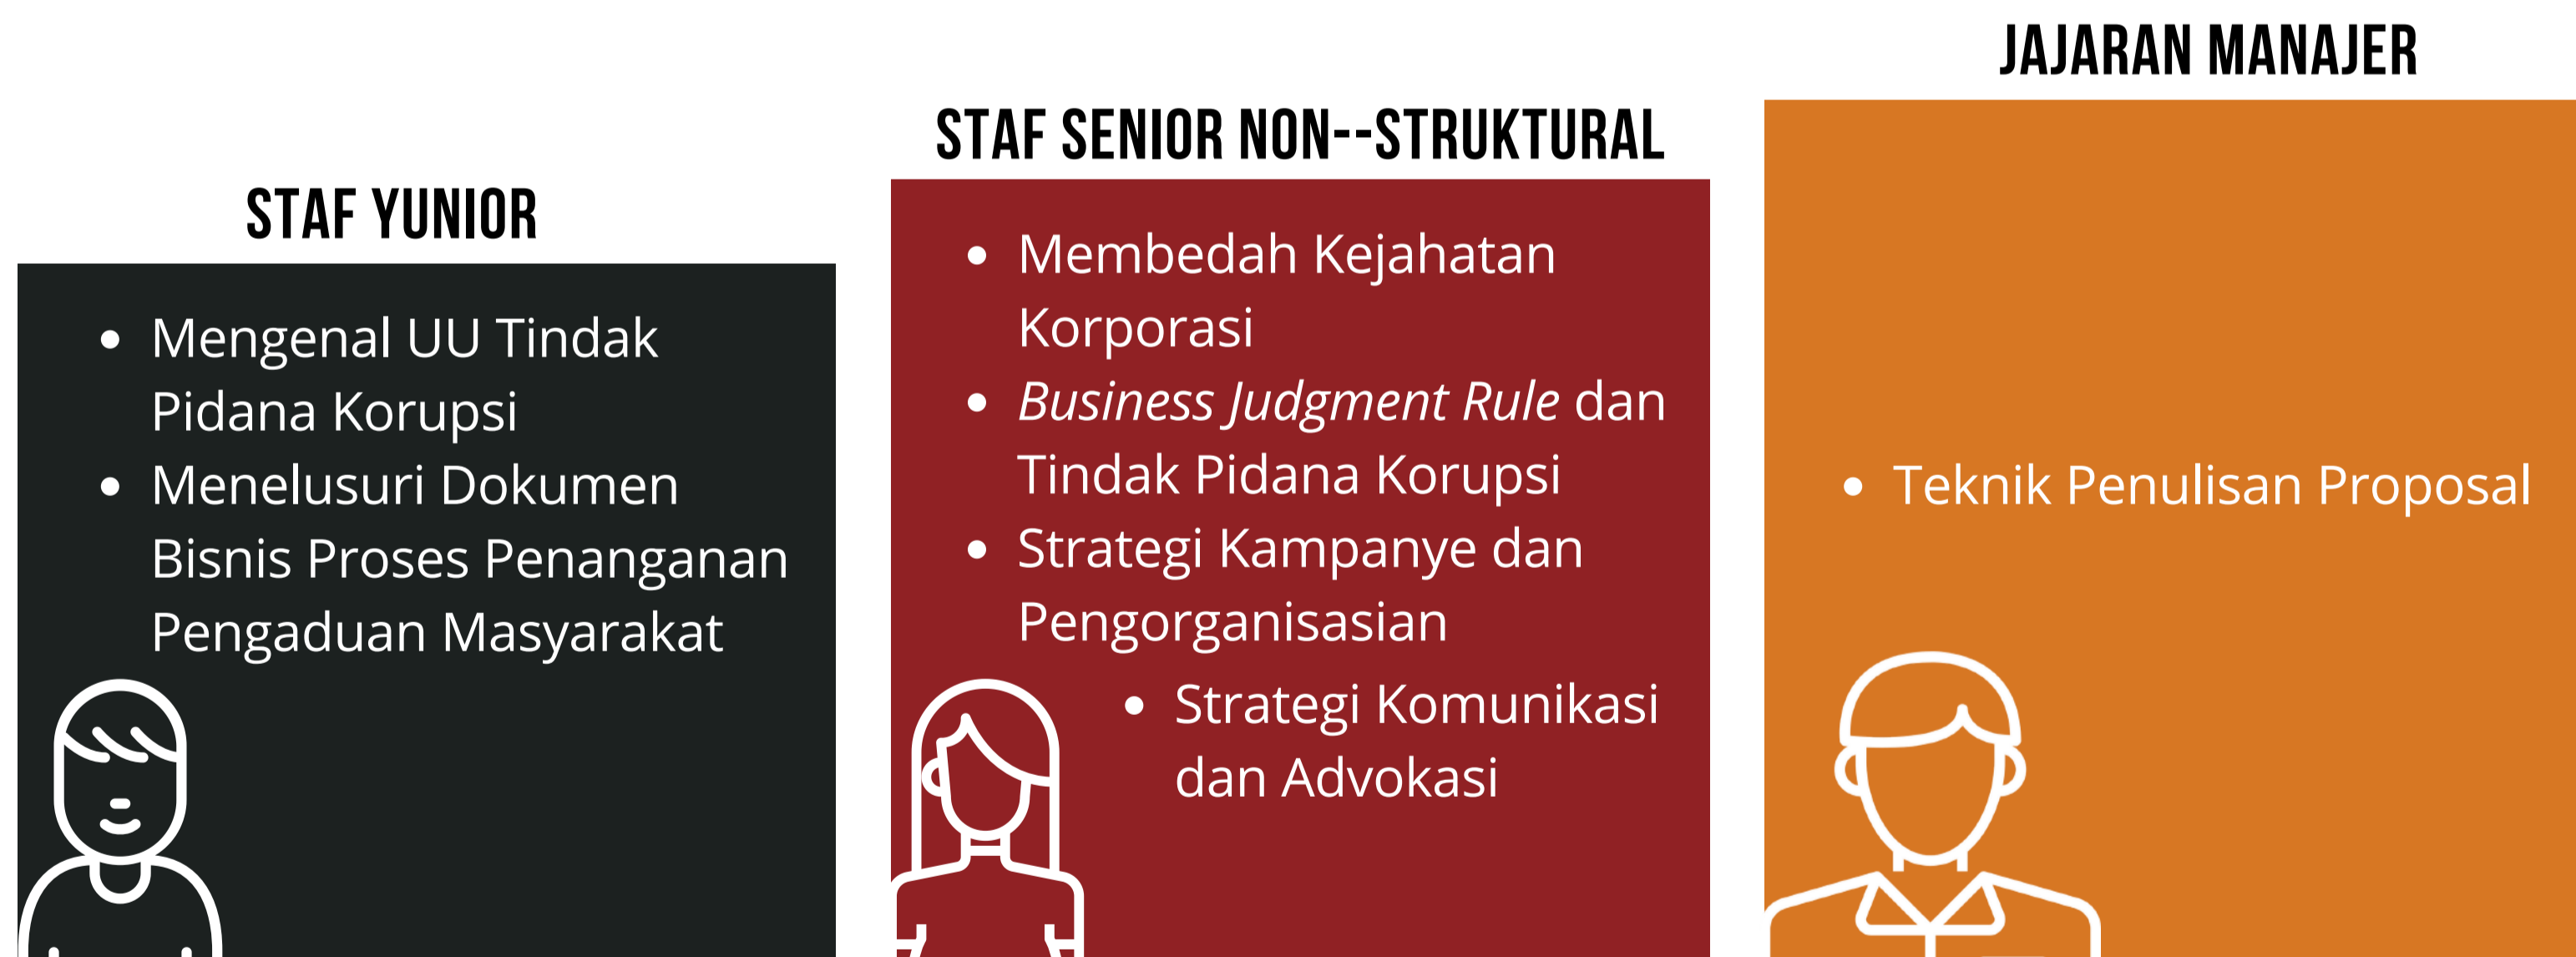 STAF YUNIOR
• Mengenal UU Tindak
Pidana Korupsi
• Menelusuri Dokumen
Bisnis Proses Penanganan
Pengaduan Masyarakat
STAF SENIOR NON--STRUKTURAL
• Membedah Kejahatan
Korporasi
• Business Judgment Rule dan
Tindak Pidana Korupsi
• Strategi Kampanye dan
Pengorganisasian
• Strategi Komunikasi
dan Advokasi
JAJARAN MANAJER
• Teknik Penulisan Proposal